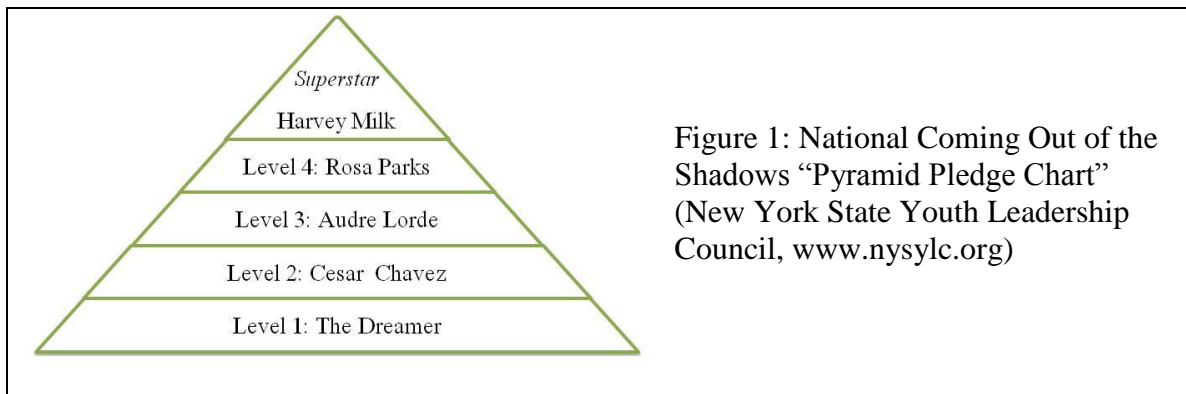 Superstar
Harvey Milk
Level 4: Rosa Parks
Level 3: Audre Lorde
Level 2: Cesar Chavez
Level 1: The Dreamer
Figure 1: National Coming Out of the
Shadows “Pyramid Pledge Chart”
(New York State Youth Leadership
Council, www.nysylc.org)